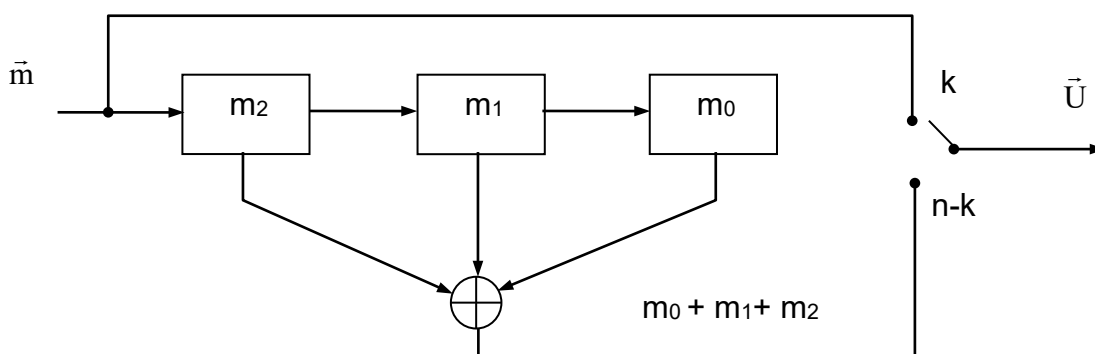 m⃗
m₂
m₁
m₀
k
U⃗
n-k
m₀ + m₁+ m₂